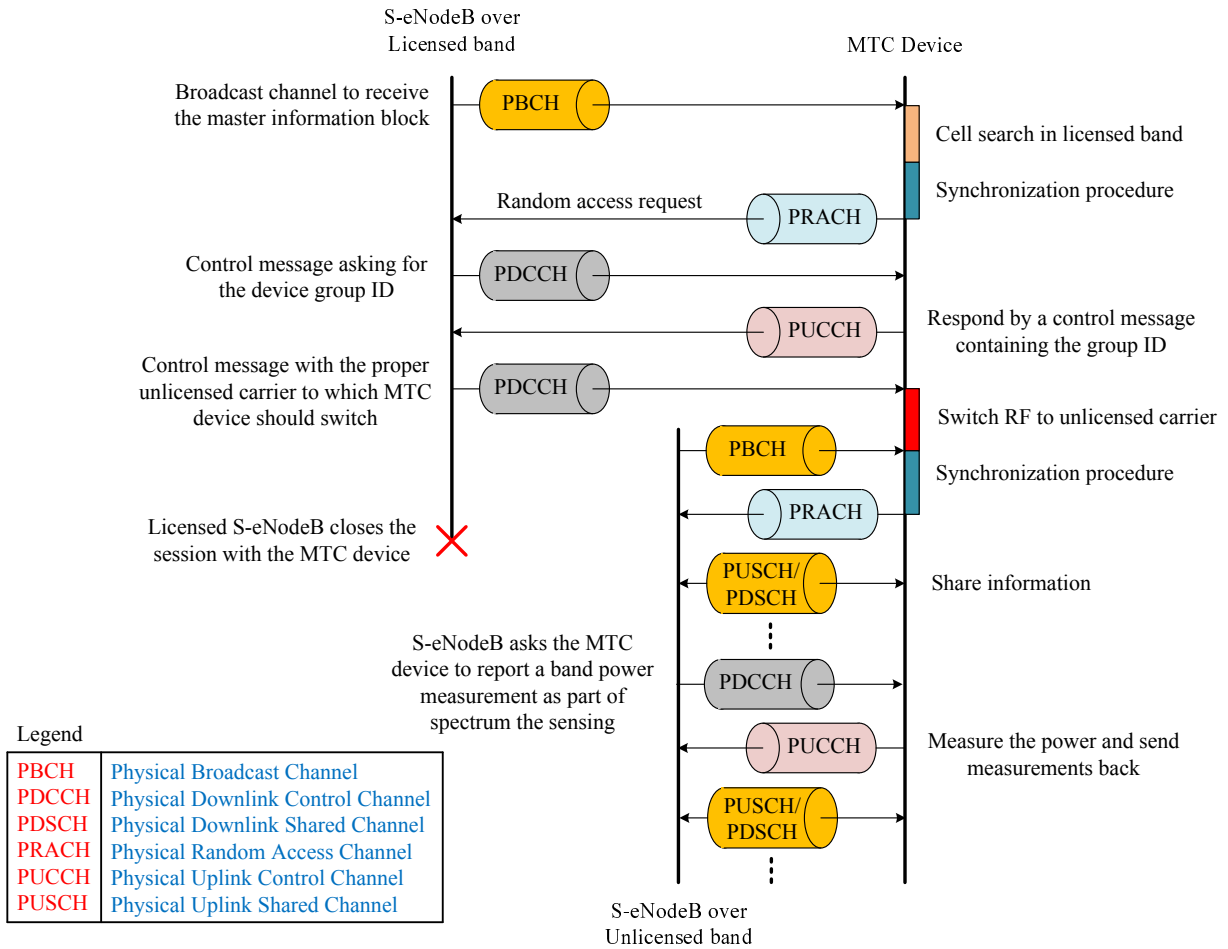 S-eNodeB over
Licensed band
MTC Device
Broadcast channel to receive
the master information block
PBCH
Cell search in licensed band
Synchronization procedure
Random access request
PRACH
Control message asking for
the device group ID
PDCCH
PUCCH
Respond by a control message
containing the group ID
Control message with the proper
unlicensed carrier to which MTC
device should switch
PDCCH
Switch RF to unlicensed carrier
PBCH
Synchronization procedure
PRACH
Licensed S-eNodeB closes the
session with the MTC device
PUSCH/
PDSCH
Share information
S-eNodeB asks the MTC
device to report a band power
measurement as part of
spectrum the sensing
PDCCH
PUCCH
Measure the power and send
measurements back
PUSCH/
PDSCH
Legend
PBCH Physical Broadcast Channel
PDCCH Physical Downlink Control Channel
PDSCH Physical Downlink Shared Channel
PRACH Physical Random Access Channel
PUCCH Physical Uplink Control Channel
PUSCH Physical Uplink Shared Channel
S-eNodeB over
Unlicensed band